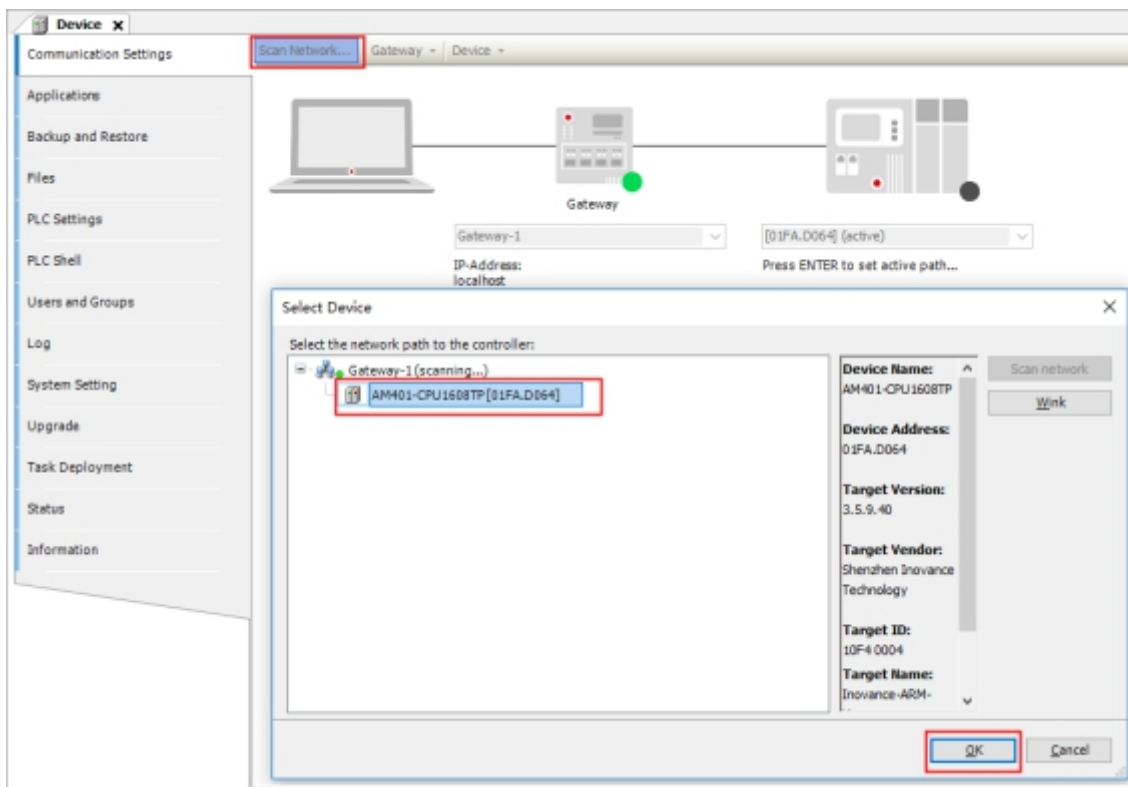 Device
Communication Settings
Applications
Backup and Restore
Files
PLC Settings
PLC Shell
Users and Groups
Log
System Setting
Upgrade
Task Deployment
Status
Information
Scan Network... Gateway Device
Gateway
Gateway-1
IP-Address:
localhost
[01FA.D064] (active)
Press ENTER to set active path...
Select Device
Select the network path to the controller:
Gateway-1 (scanning...)
AM401-CPU1608TP [01FA.D064]
Device Name:
AM401-CPU1608TP
Device Address:
01FA.D064
Target Version:
3.5.9.40
Target Vendor:
Shenzhen Inovance
Technology
Target ID:
10F4 0004
Target Name:
Inovance-ARM-
Scan network
Wink
OK Cancel